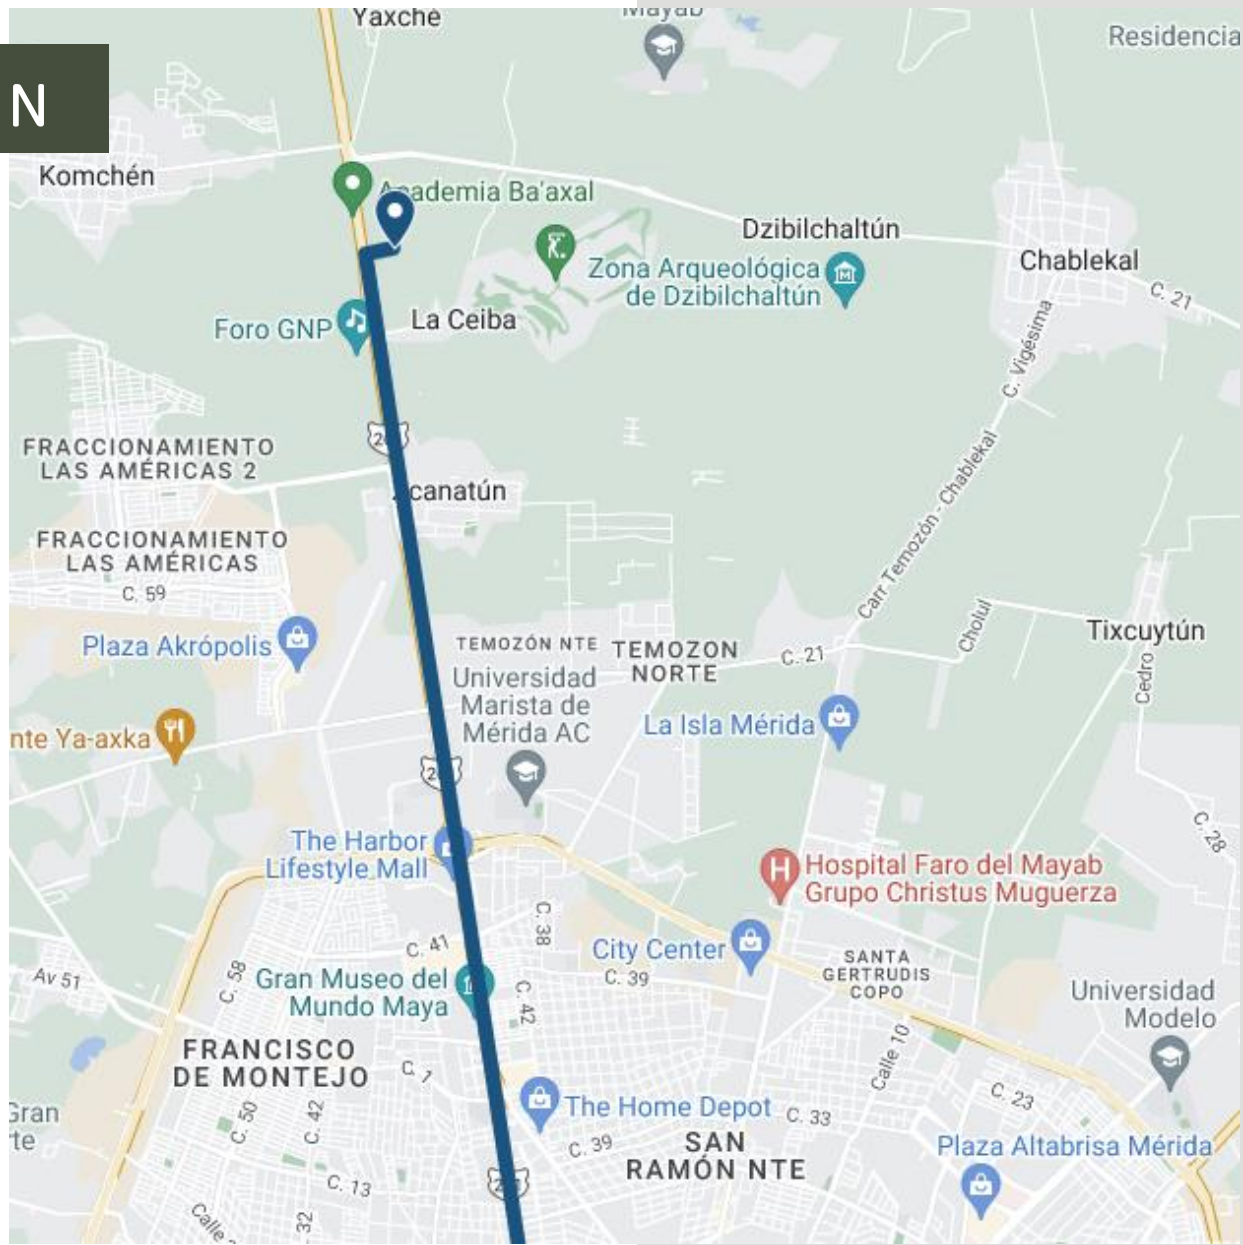 Yaxché
Mayab
Residencia
N
Komchén
Academia Ba'axal
Dzibilchaltún
Zona Arqueológica
de Dzibilchaltún
Chablekal
C. 21
Foro GNP
La Ceiba
C. Vigésima
FRACCIONAMIENTO
LAS AMÉRICAS 2
canatún
Carr Temozón - Chablekal
FRACCIONAMIENTO
LAS AMÉRICAS
C. 59
Plaza Akrópolis
TEMOZÓN NTE
TEMOZON
NORTE
C. 21
Cholul
Tixcuytún
Cedro
Universidad
Marista de
Mérida AC
La Isla Mérida
nte Ya-axka
C. 28
The Harbor
Lifestyle Mall
Hospital Faro del Mayab
Grupo Christus Muguerza
C. 38
C. 41
City Center
C. 39
SANTA
GERTRUDIS
COPO
Av 51
C. 58
Gran Museo del
Mundo Maya
C. 42
Universidad
Modelo
FRANCISCO
DE MONTEJO
C. 1
Calle 10
C. 23
Gran
rte
C. 50
C. 42
The Home Depot
C. 33
C. 39
SAN
RAMÓN NTE
Plaza Altabrisa Mérida
C. 13
Calle
32